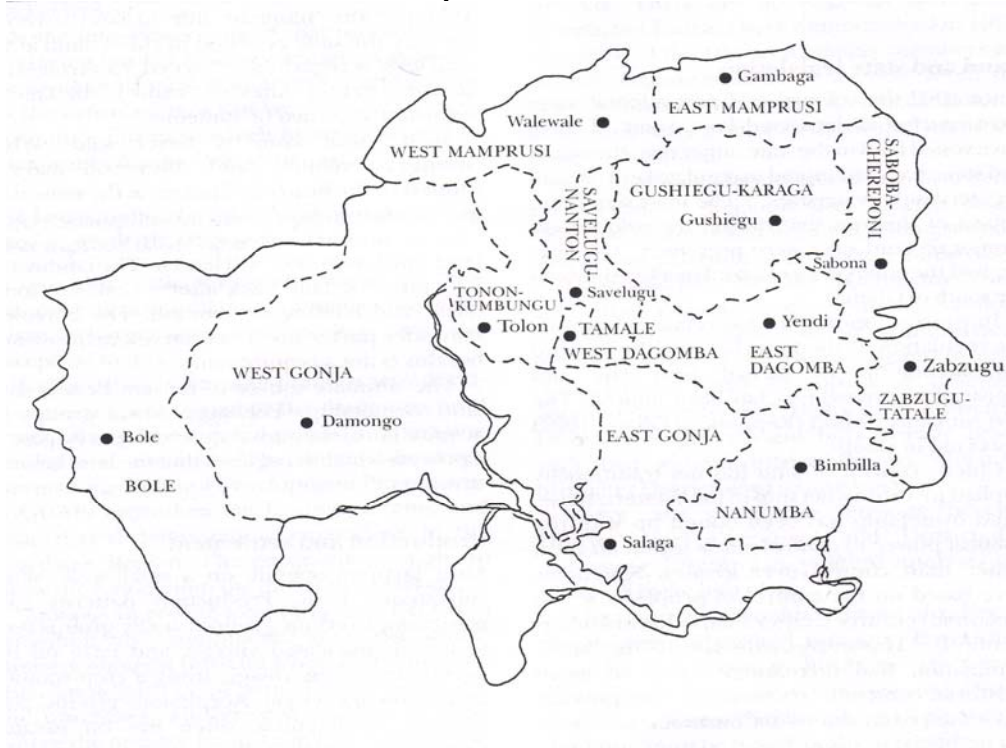 Gambaga
EAST MAMPRUSI
Walewale
WEST MAMPRUSI
SABOBA-
CHEREPONI
GUSHIEGU-KARAGA
SAVELUGU-
NANTON
Gushiegu
Sabona
TONON-
KUMBUNGU
Savelugu
Tolon
TAMALE
Yendi
WEST DAGOMBA
EAST
DAGOMBA
Zabzugu
WEST GONJA
ZABZUGU-
TATALE
Damongo
Bole
EAST GONJA
Bimbilla
BOLE
NANUMBA
Salaga